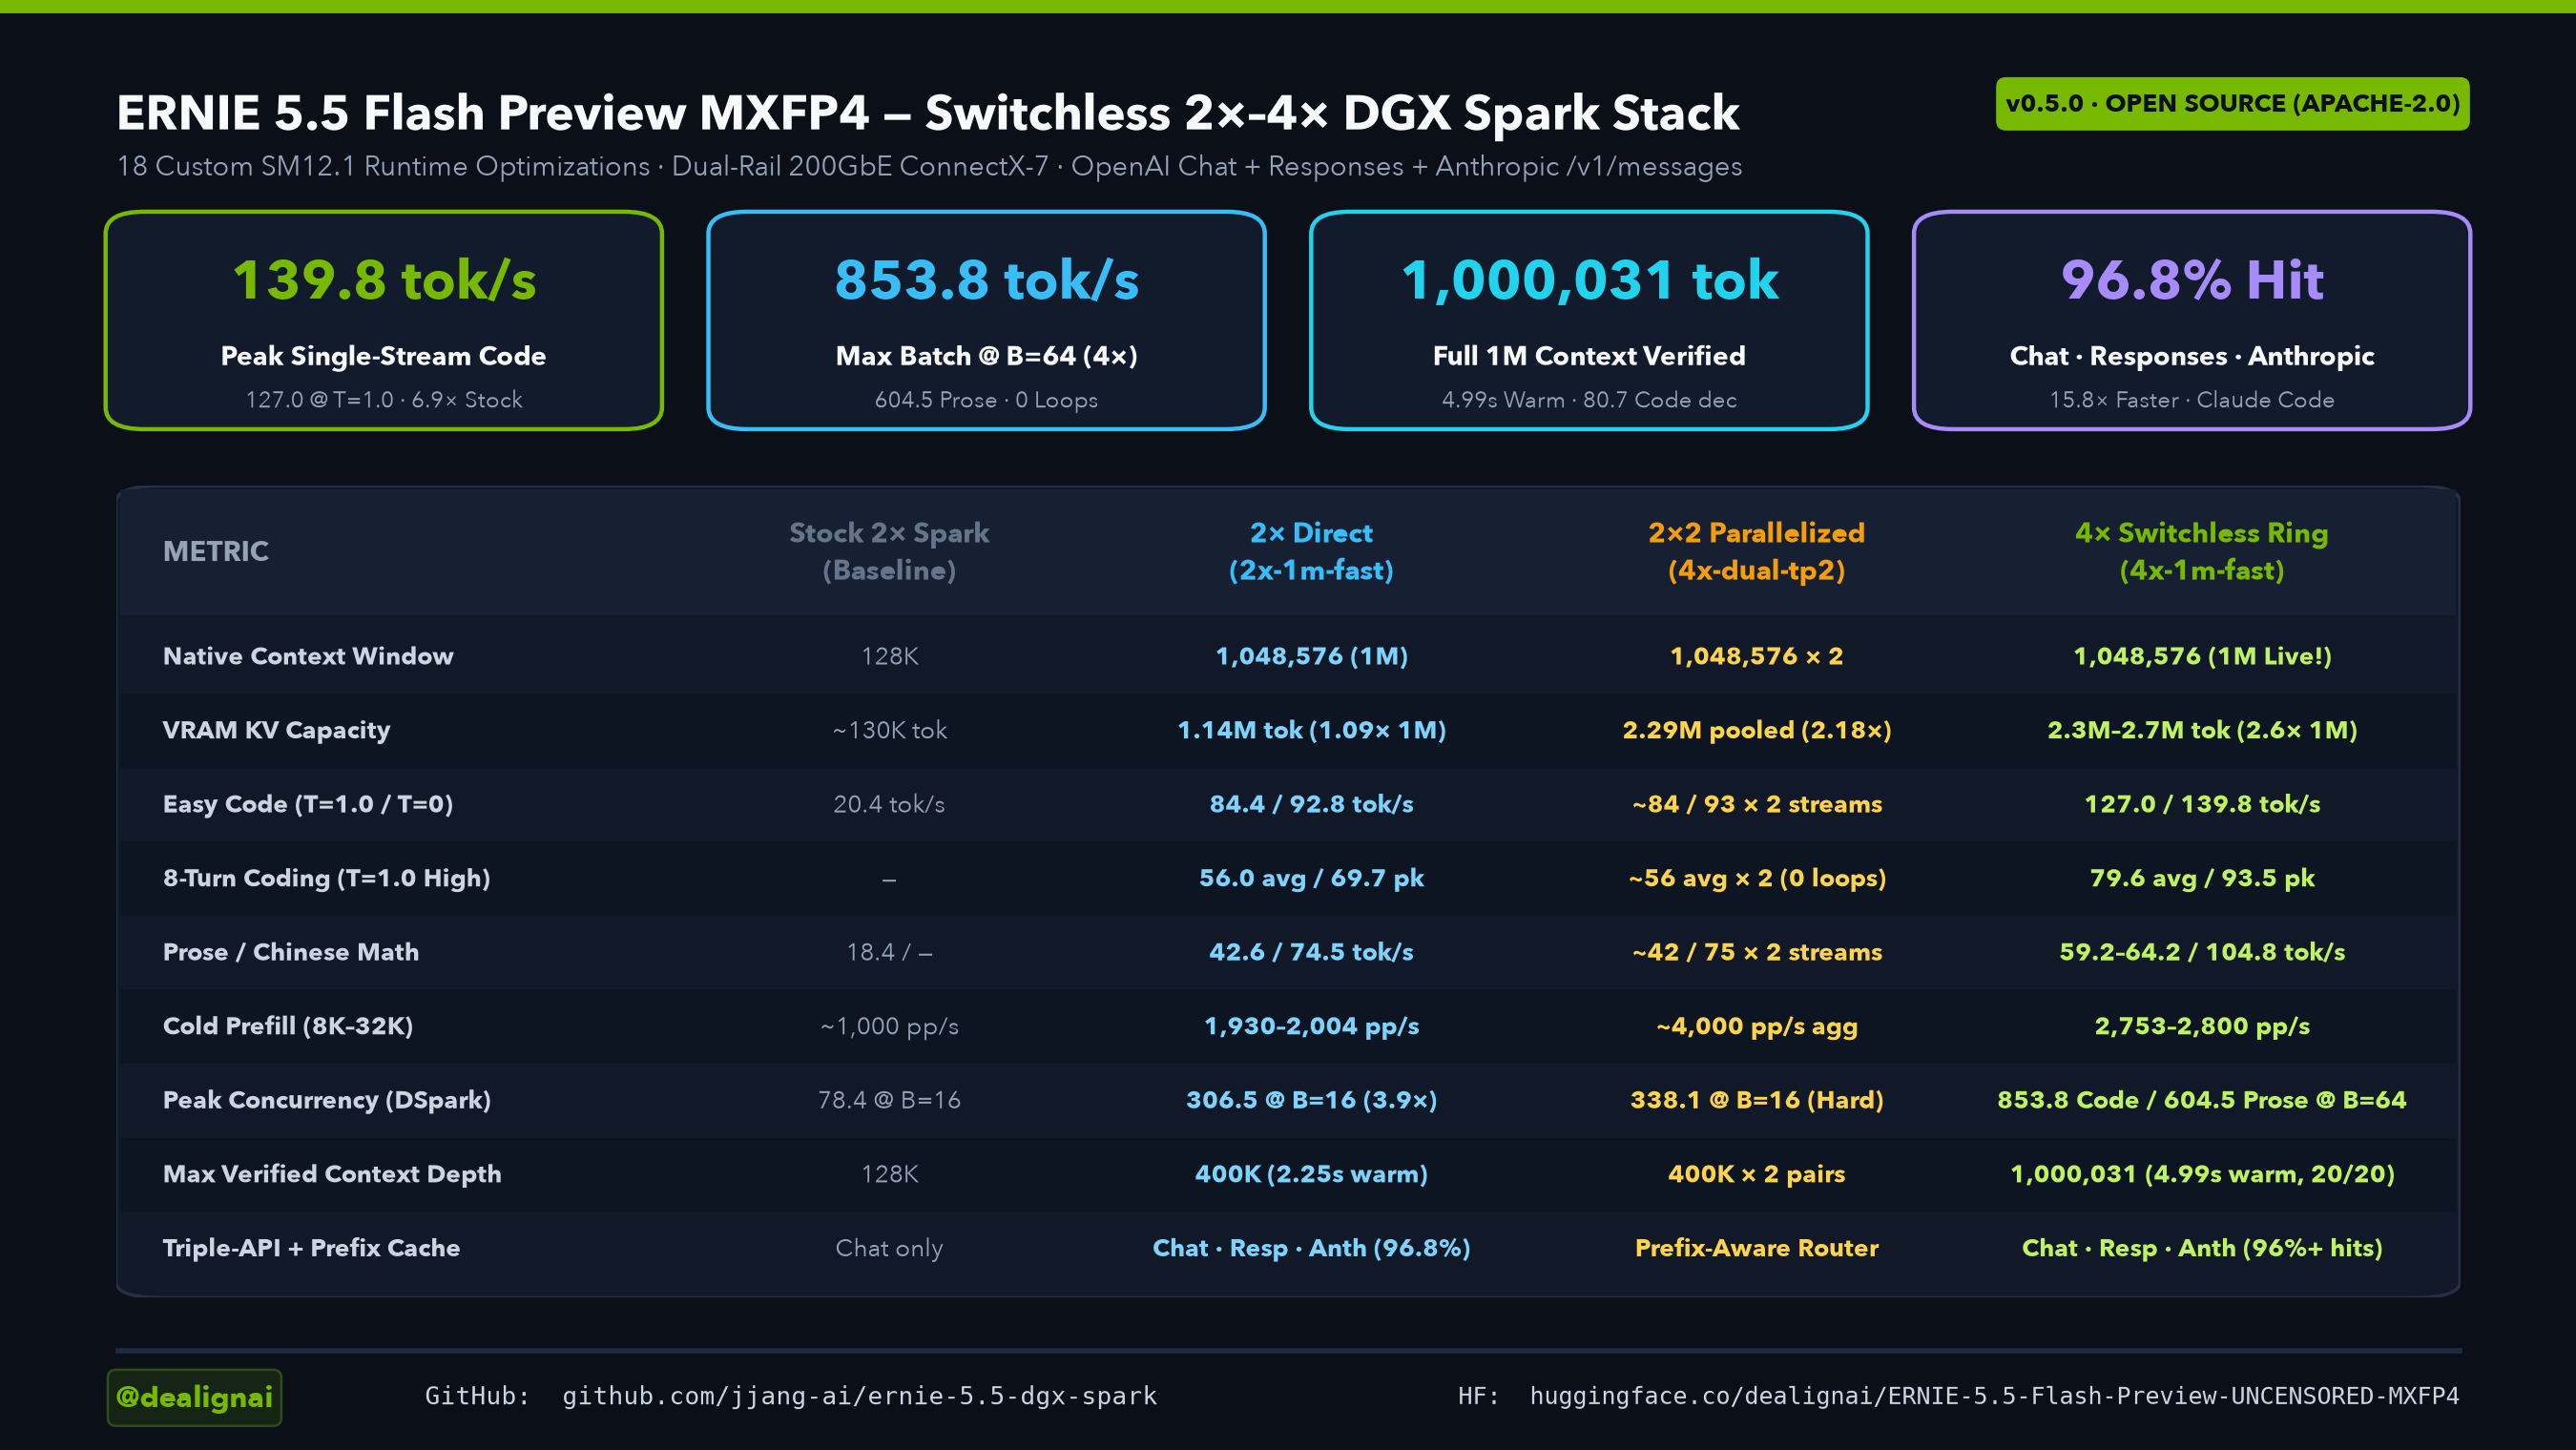 ERNIE 5.5 Flash Preview MXFP4 — Switchless 2×–4× DGX Spark Stack
v0.5.0 · OPEN SOURCE (APACHE-2.0)
18 Custom SM12.1 Runtime Optimizations · Dual-Rail 200GbE ConnectX-7 · OpenAI Chat + Responses + Anthropic /v1/messages
139.8 tok/s
Peak Single-Stream Code
127.0 @ T=1.0 · 6.9× Stock
853.8 tok/s
Max Batch @ B=64 (4×)
604.5 Prose · 0 Loops
1,000,031 tok
Full 1M Context Verified
4.99s Warm · 80.7 Code dec
96.8% Hit
Chat · Responses · Anthropic
15.8× Faster · Claude Code
METRIC
Stock 2× Spark
(Baseline)
2× Direct
(2x-1m-fast)
2×2 Parallelized
(4x-dual-tp2)
4× Switchless Ring
(4x-1m-fast)
Native Context Window 128K 1,048,576 (1M) 1,048,576 × 2 1,048,576 (1M Live!)
VRAM KV Capacity ~130K tok 1.14M tok (1.09× 1M) 2.29M pooled (2.18×) 2.3M–2.7M tok (2.6× 1M)
Easy Code (T=1.0 / T=0) 20.4 tok/s 84.4 / 92.8 tok/s ~84 / 93 × 2 streams 127.0 / 139.8 tok/s
8-Turn Coding (T=1.0 High) — 56.0 avg / 69.7 pk ~56 avg × 2 (0 loops) 79.6 avg / 93.5 pk
Prose / Chinese Math 18.4 / — 42.6 / 74.5 tok/s ~42 / 75 × 2 streams 59.2–64.2 / 104.8 tok/s
Cold Prefill (8K–32K) ~1,000 pp/s 1,930–2,004 pp/s ~4,000 pp/s agg 2,753–2,800 pp/s
Peak Concurrency (DSpark) 78.4 @ B=16 306.5 @ B=16 (3.9×) 338.1 @ B=16 (Hard) 853.8 Code / 604.5 Prose @ B=64
Max Verified Context Depth 128K 400K (2.25s warm) 400K × 2 pairs 1,000,031 (4.99s warm, 20/20)
Triple-API + Prefix Cache Chat only Chat · Resp · Anth (96.8%) Prefix-Aware Router Chat · Resp · Anth (96%+ hits)
@dealignai
GitHub: github.com/jjang-ai/ernie-5.5-dgx-spark
HF: huggingface.co/dealignai/ERNIE-5.5-Flash-Preview-UNCENSORED-MXFP4